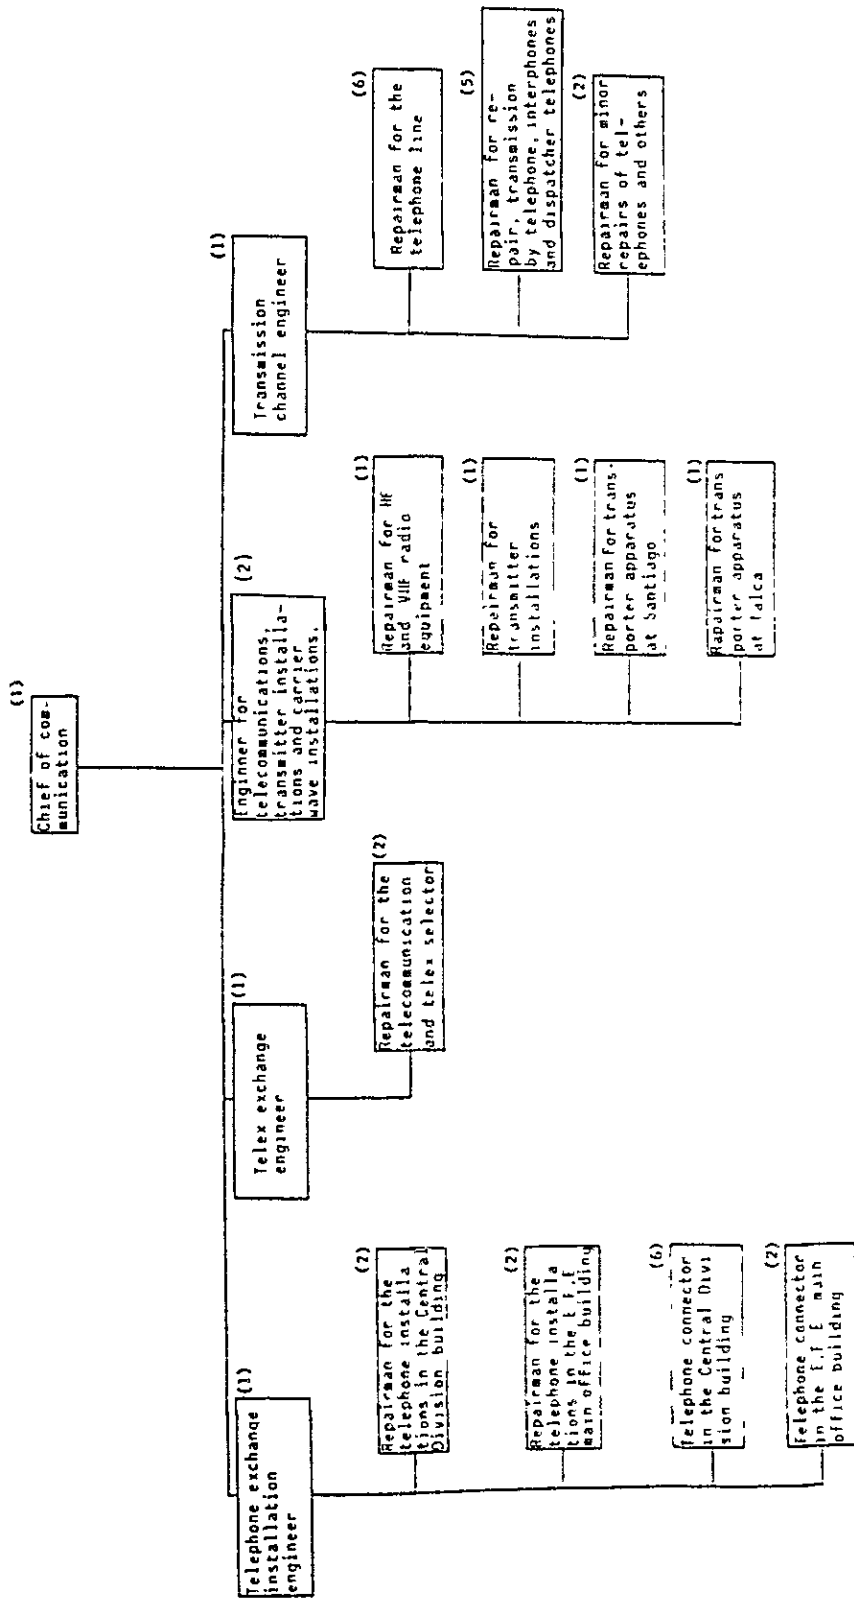 (1)
Chief of com-
munication
(1)
Telephone exchange
installation
engineer
(2)
Repairman for the
telephone installa
tions in the Central
Division building
(2)
Repairman for the
telephone installa
tions in the E F.E
main office building
(6)
Telephone connector
in the Central Divi
sion building
(2)
Telephone connector
in the E.F E main
office building
(1)
Telex exchange
engineer
(2)
Repairman for the
telecommunication
and telex selector
(2)
Enginner for
telecommunications,
transmitter installa-
tions and carrier
wave installations,
(1)
Repairman for HF
and VHF radio
equipment
(1)
Repairman for
transmitter
installations
(1)
Repairman for trans-
porter apparatus
at Santiago
(1)
Rapairman for trans
porter apparatus
at Talca
(1)
Transmission
channel engineer
(6)
Repairman for the
telephone line
(5)
Repairman for re-
pair, transmission
by telephone, interphones
and dispatcher telephones
(2)
Repairman for minor
repairs of tel-
ephones and others